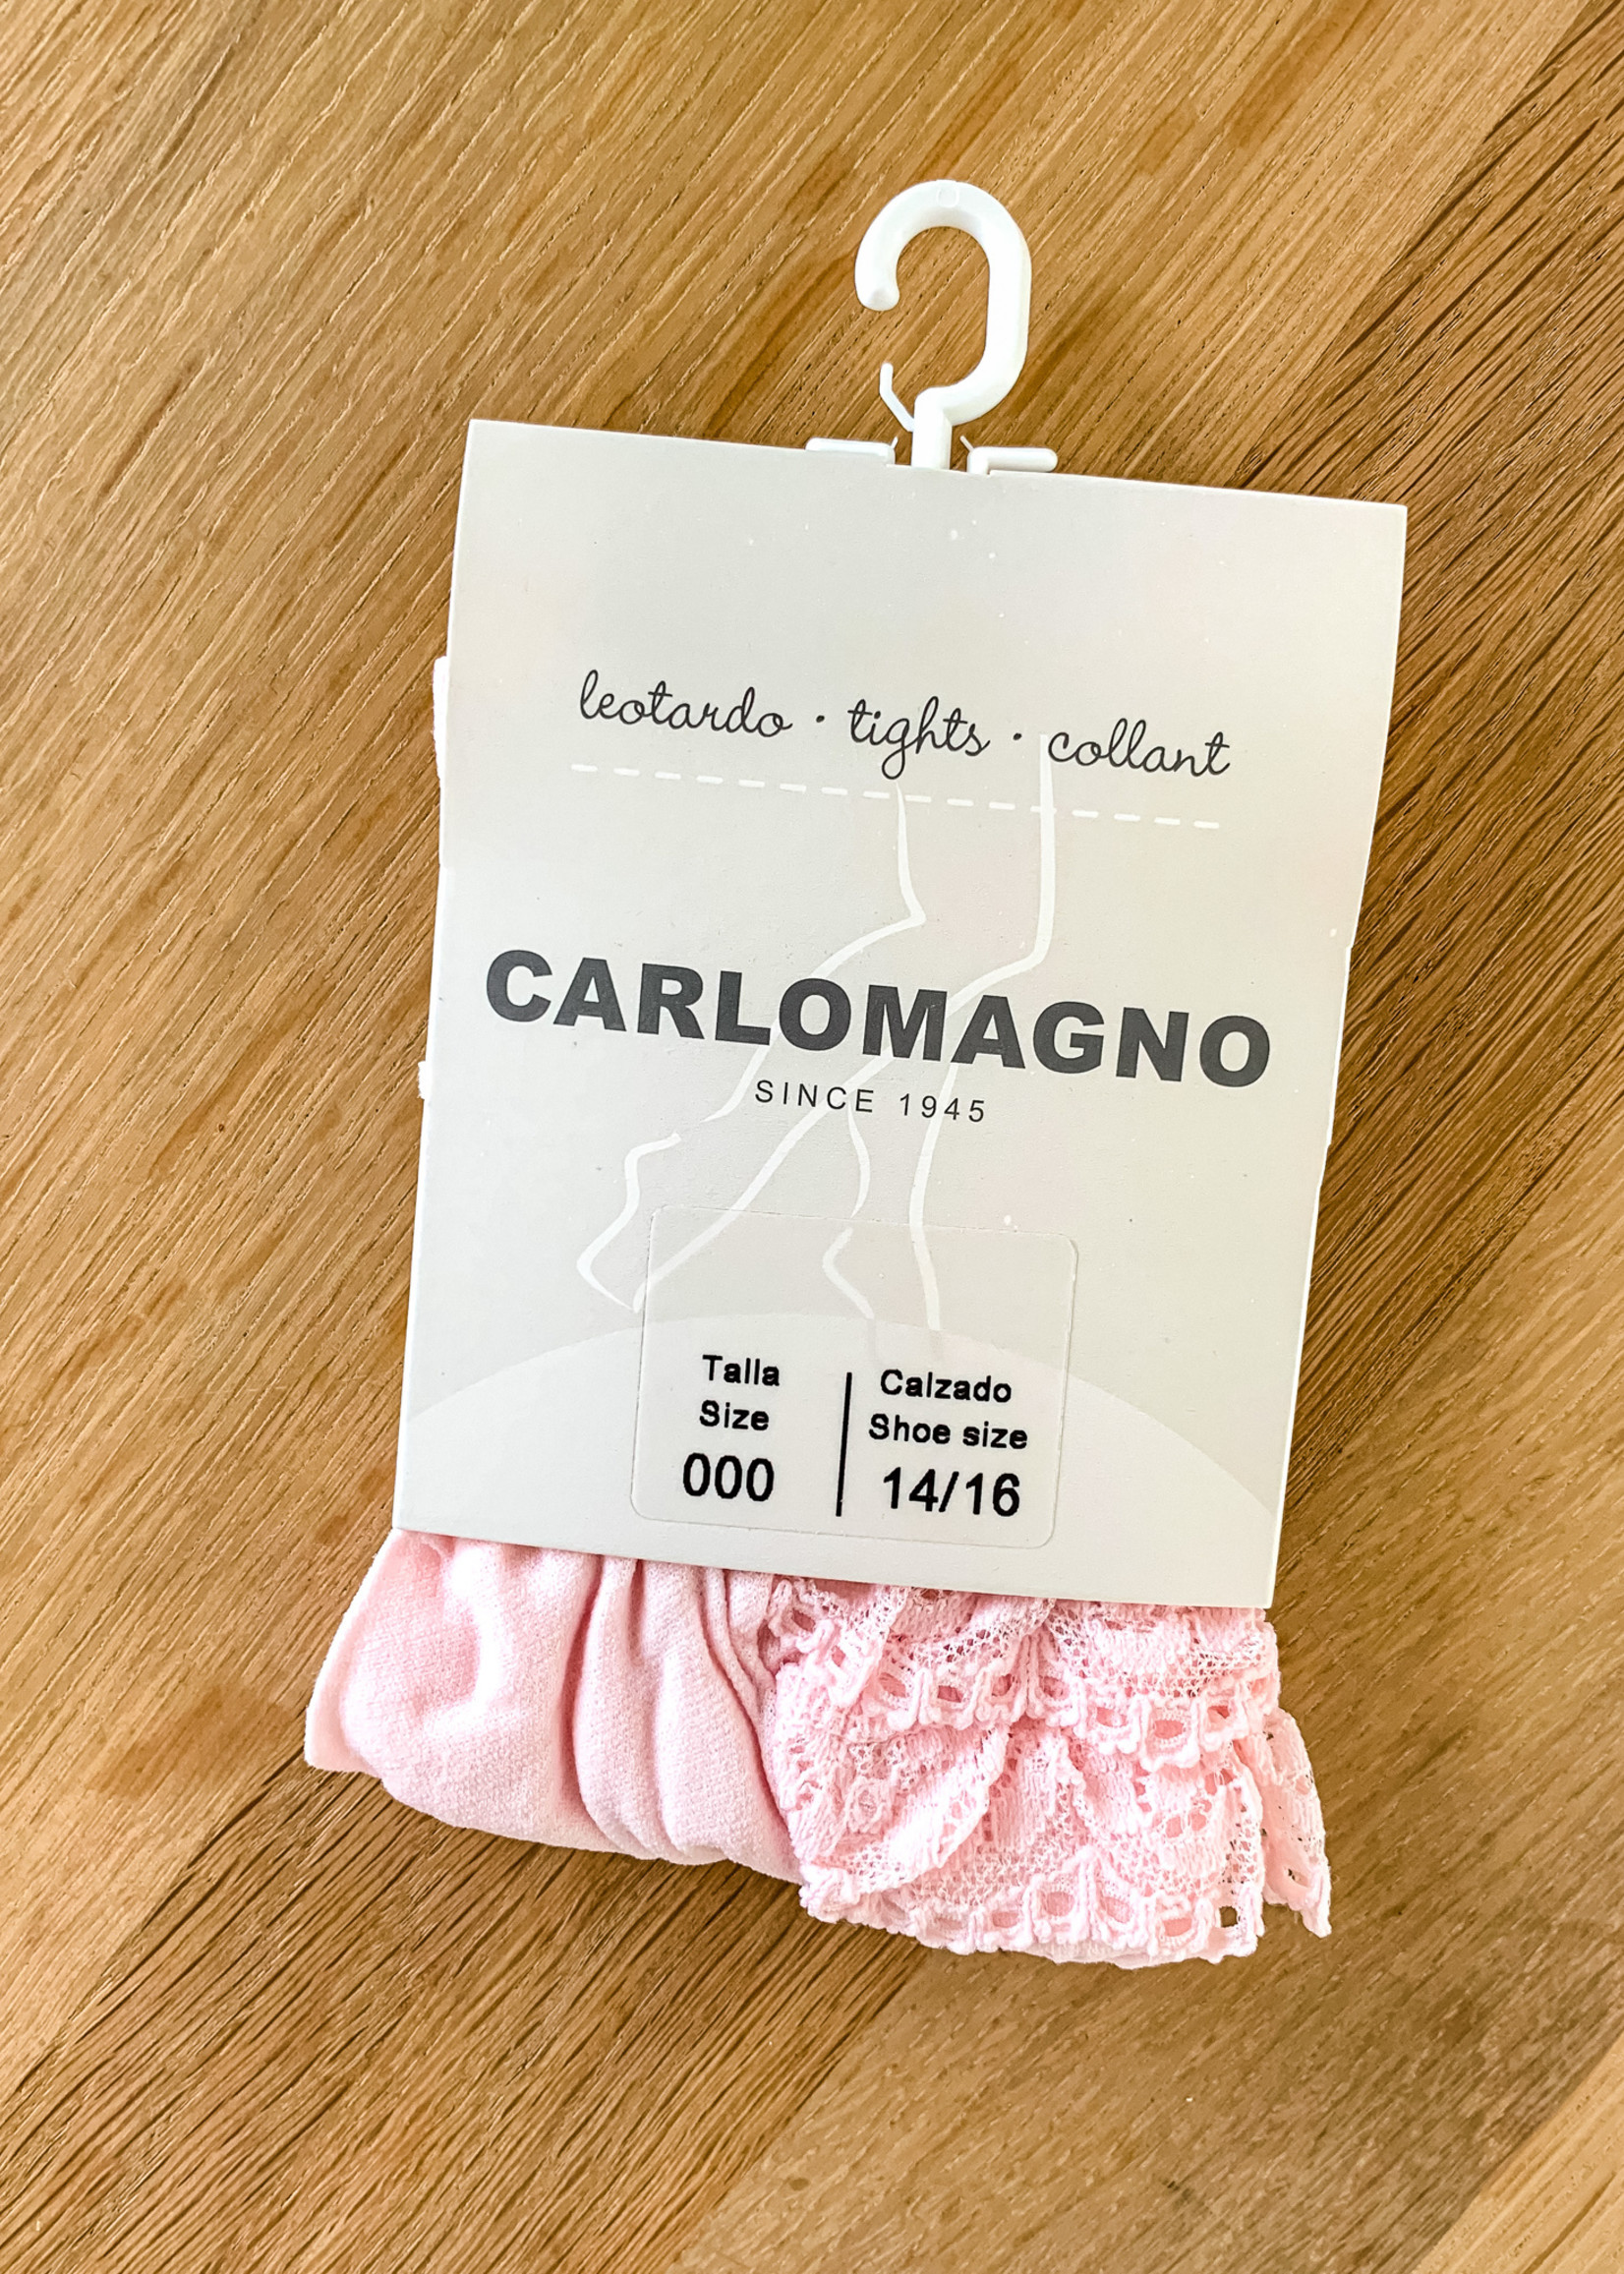 leotardo · tights · collant
CARLOMAGNO
SINCE 1945
Talla
Size
000
Calzado
Shoe size
14/16